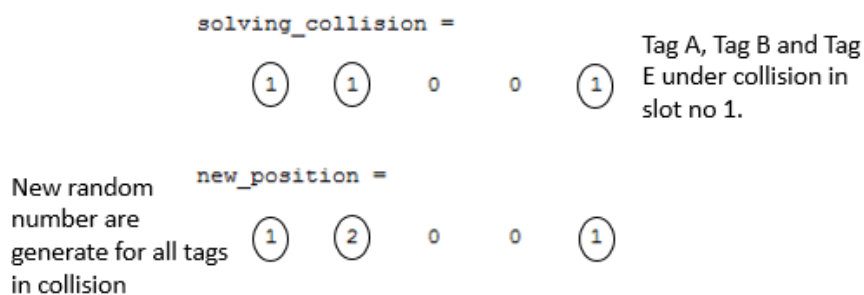 solving_collision =
1 1 0 0 1
Tag A, Tag B and Tag
E under collision in
slot no 1.
new_position =
1 2 0 0 1
New random
number are
generate for all tags
in collision